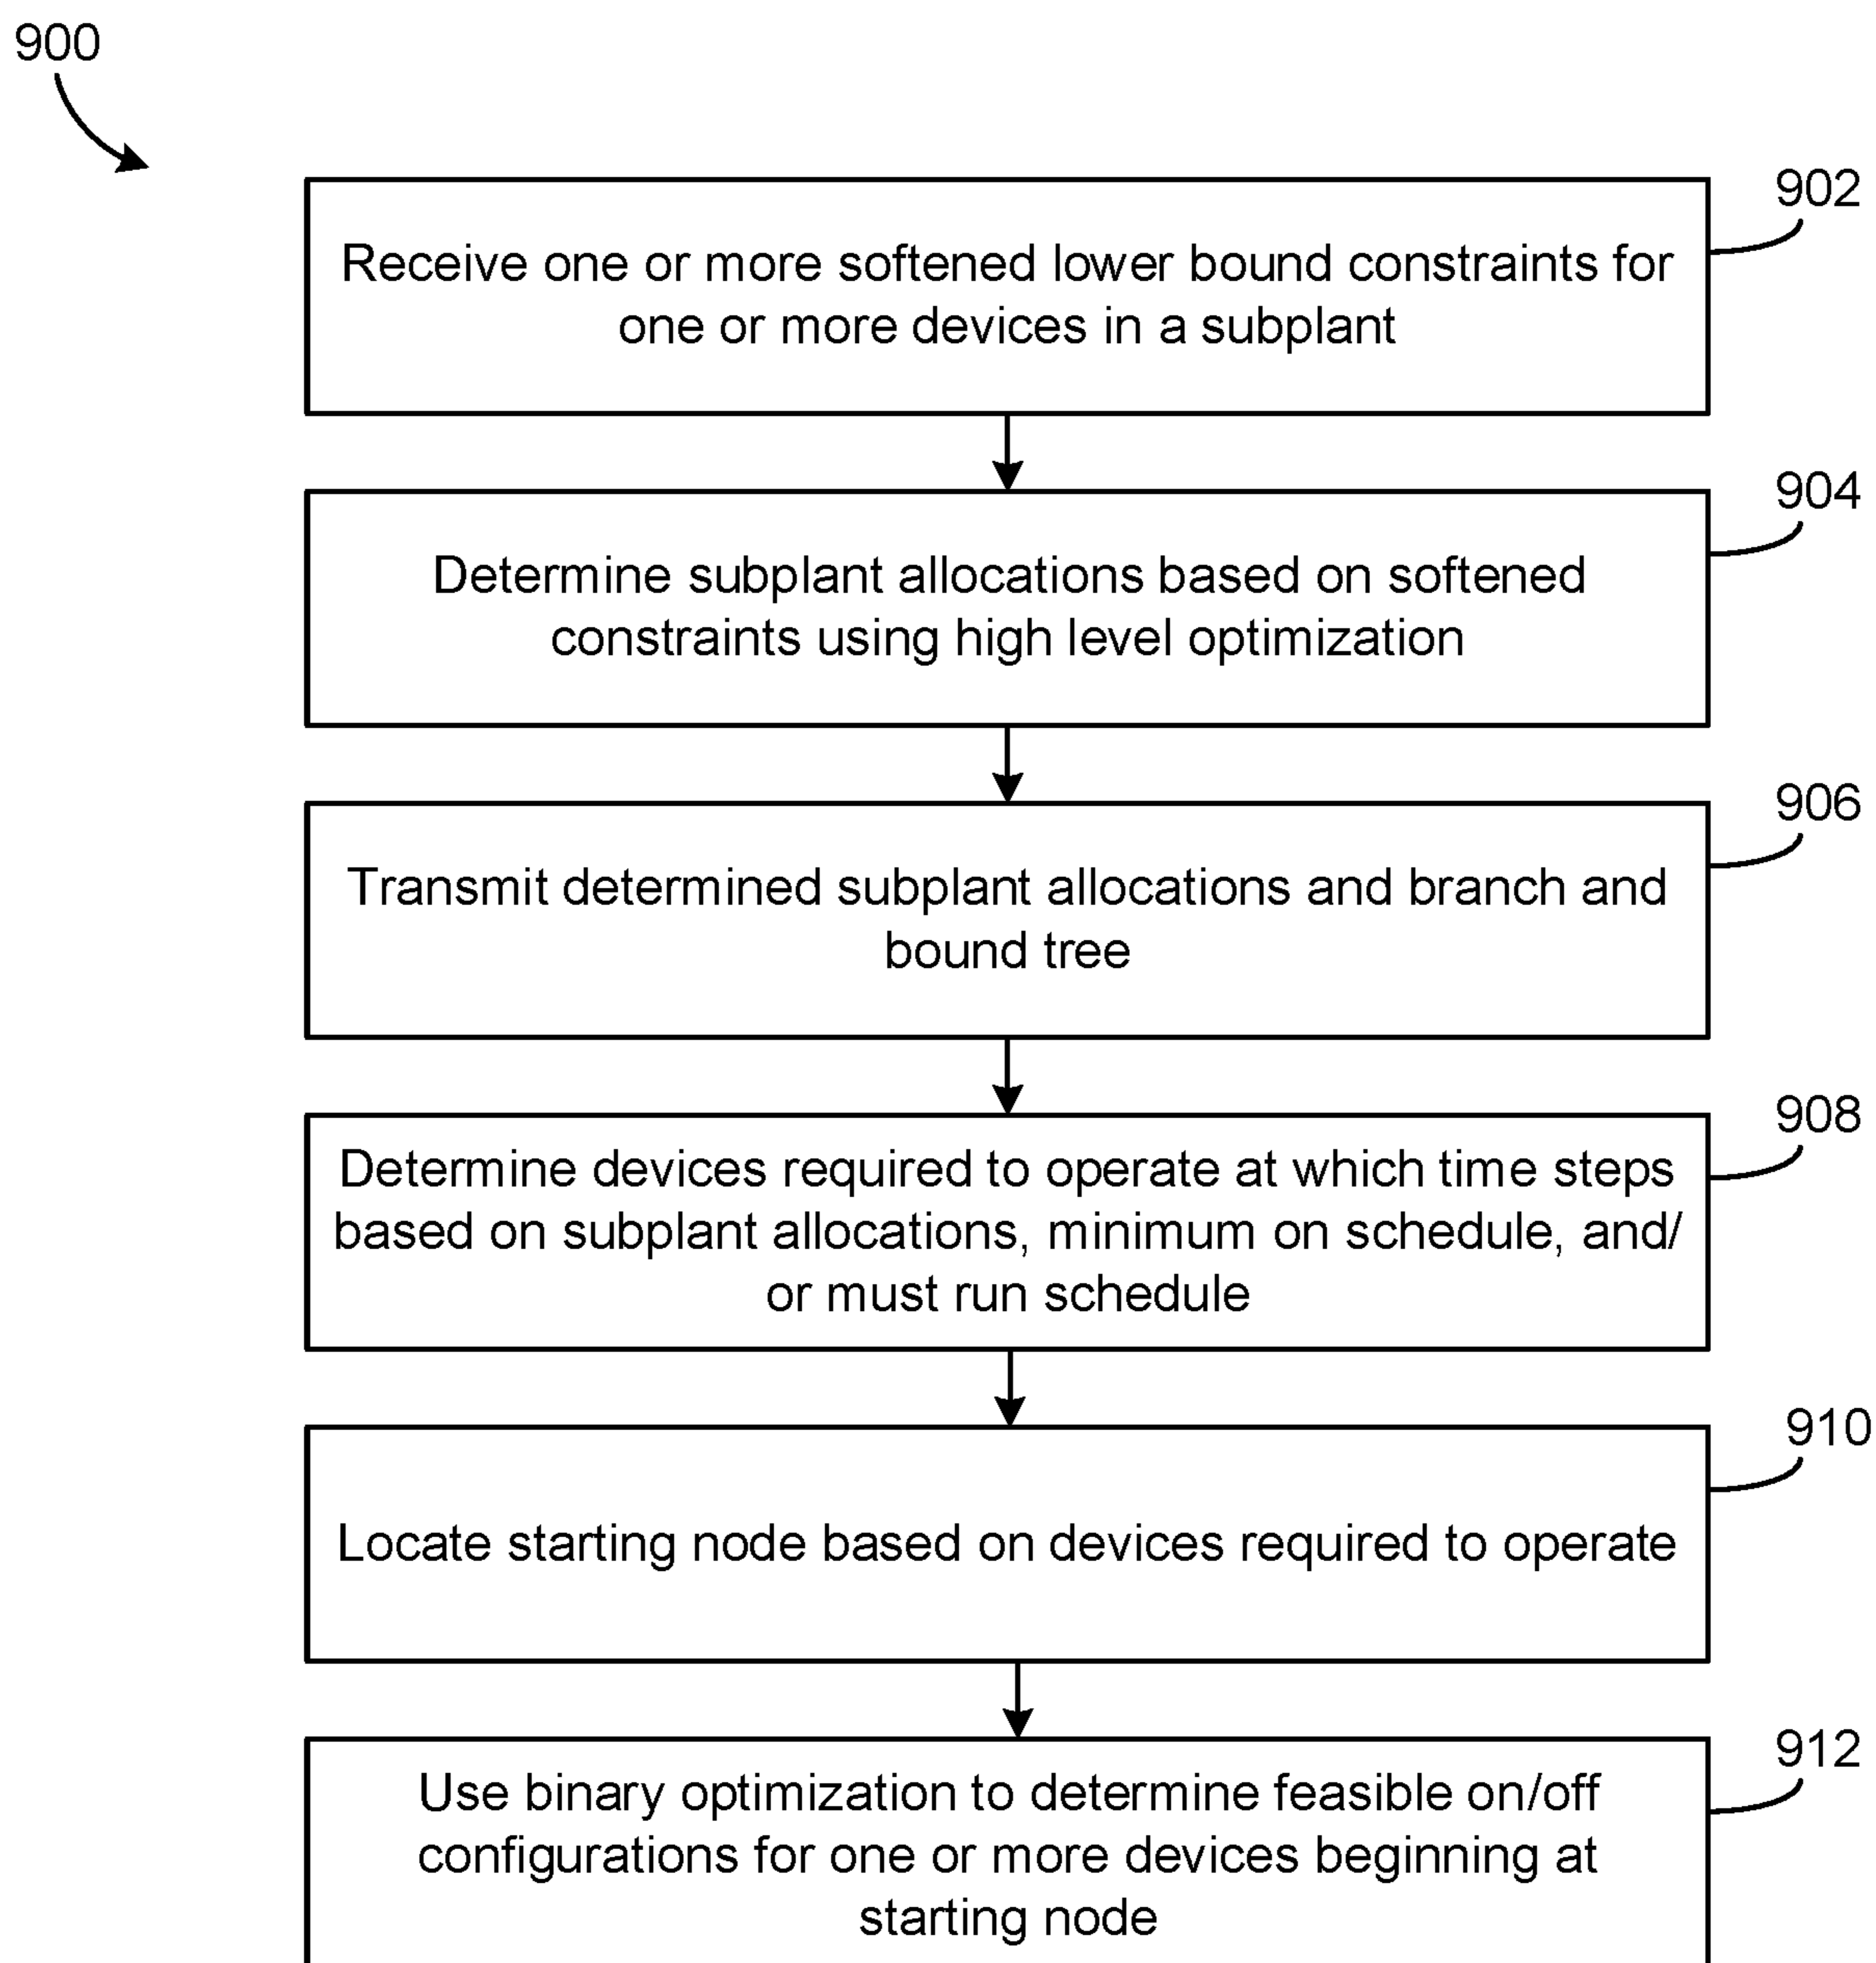 900
902
Receive one or more softened lower bound constraints for
one or more devices in a subplant
904
Determine subplant allocations based on softened
constraints using high level optimization
906
Transmit determined subplant allocations and branch and
bound tree
908
Determine devices required to operate at which time steps
based on subplant allocations, minimum on schedule, and/
or must run schedule
910
Locate starting node based on devices required to operate
912
Use binary optimization to determine feasible on/off
configurations for one or more devices beginning at
starting node